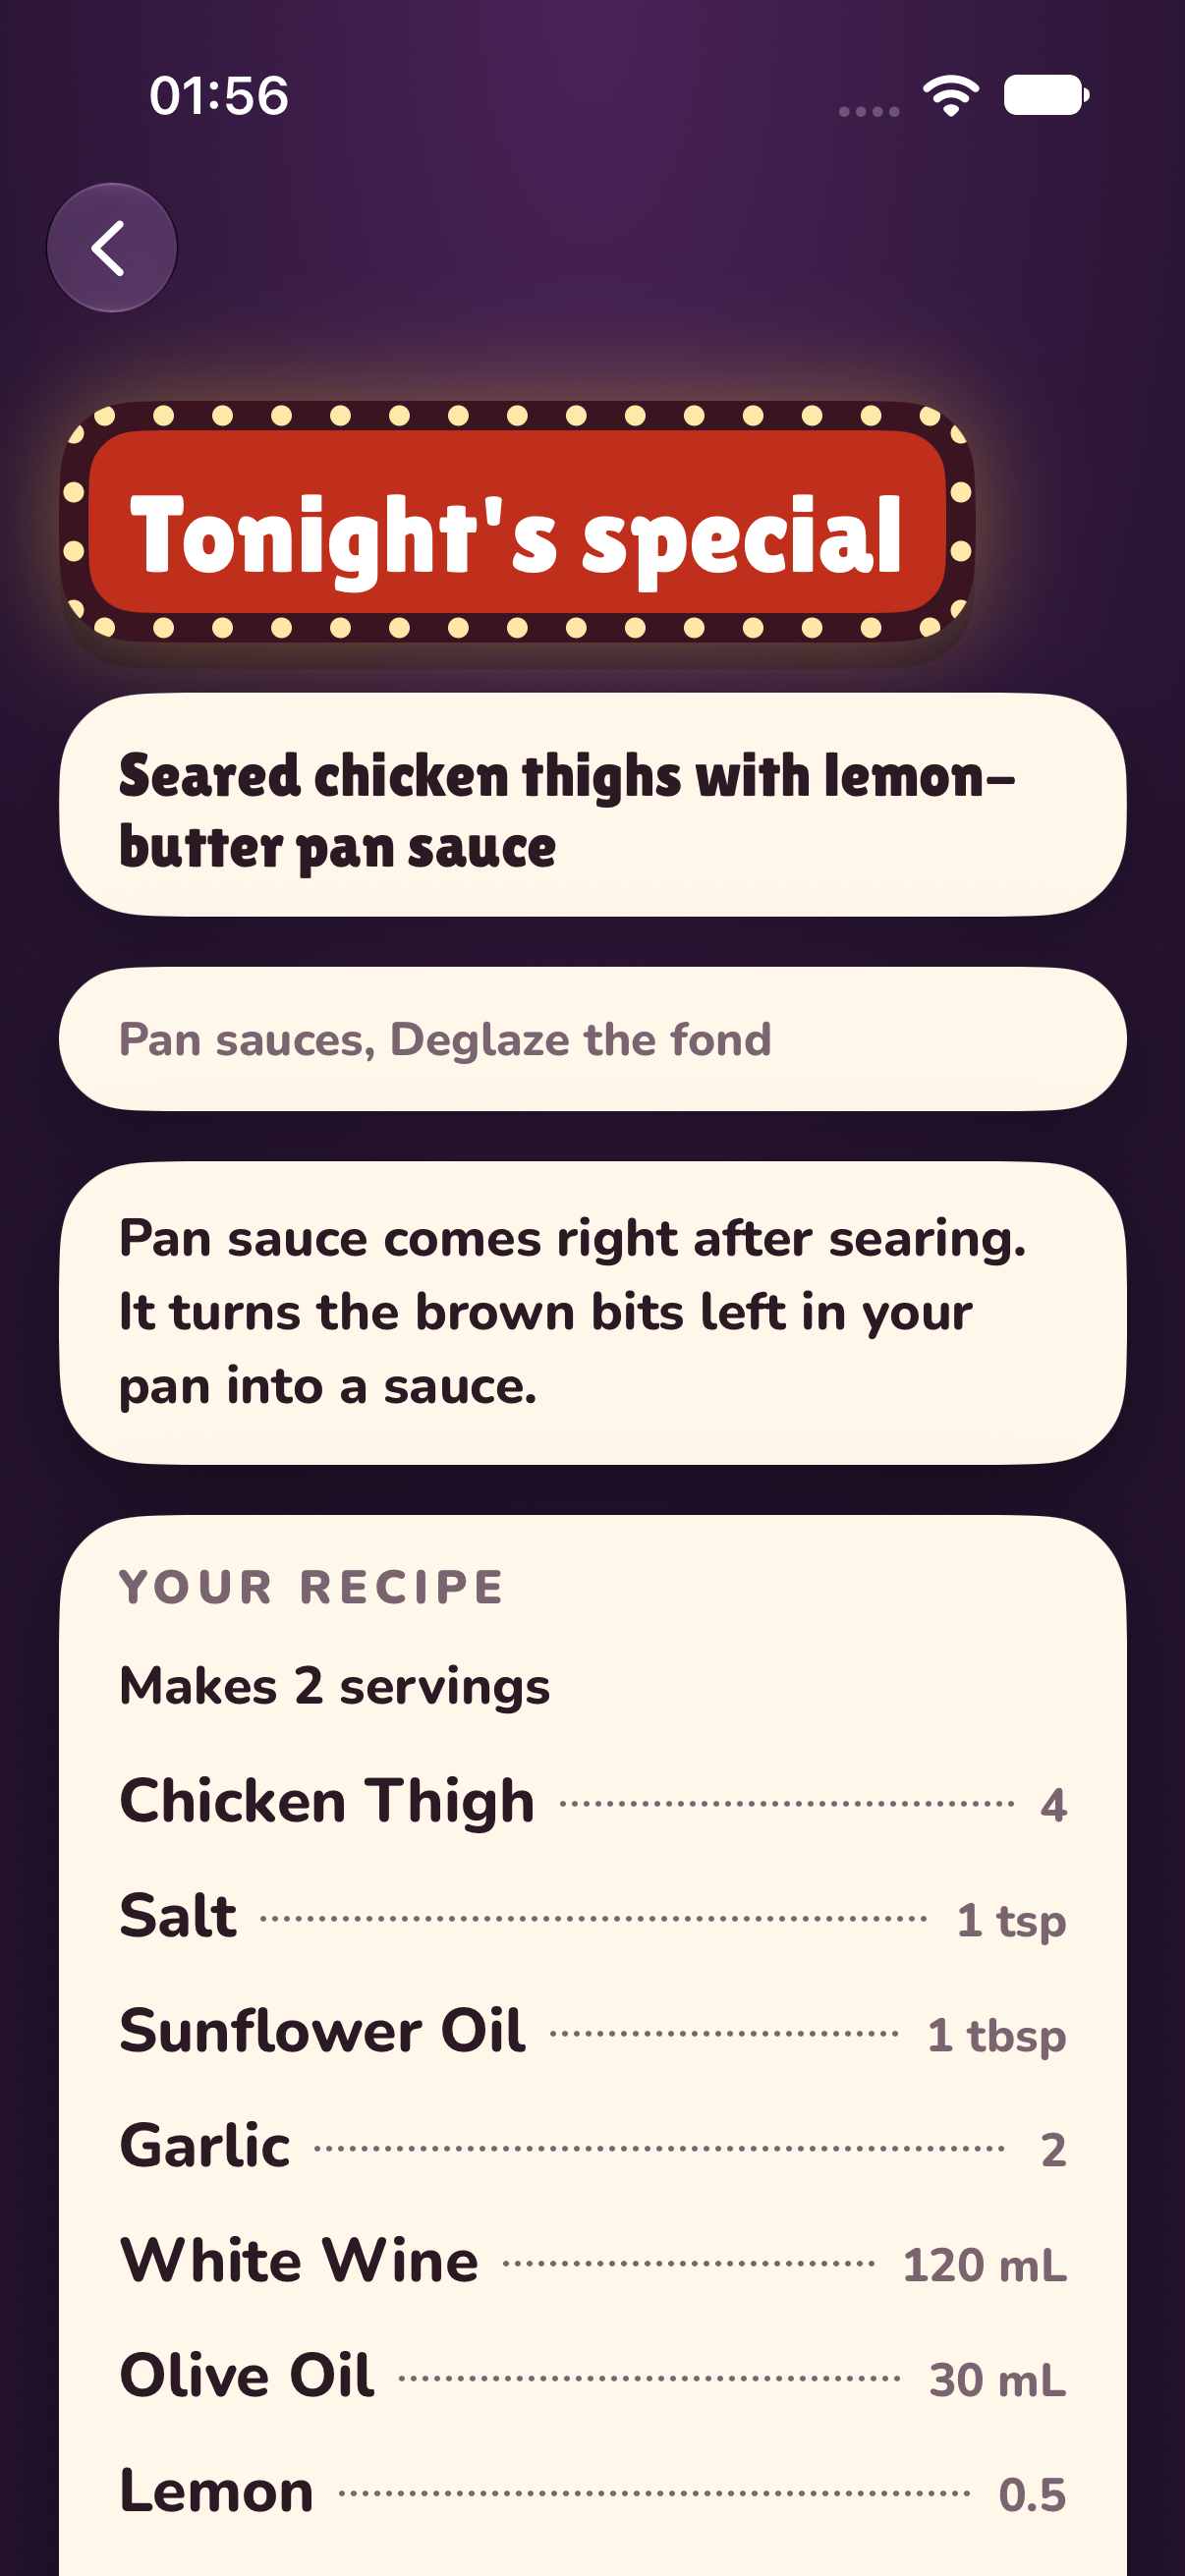 01:56
Tonight's special
Seared chicken thighs with lemon–
butter pan sauce
Pan sauces, Deglaze the fond
Pan sauce comes right after searing.
It turns the brown bits left in your
pan into a sauce.
YOUR RECIPE
Makes 2 servings
Chicken Thigh 4
Salt 1 tsp
Sunflower Oil 1 tbsp
Garlic 2
White Wine 120 mL
Olive Oil 30 mL
Lemon 0.5